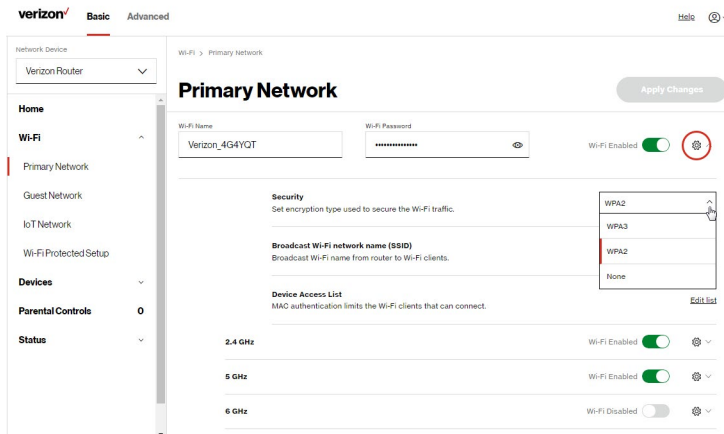 verizon✓ Basic Advanced Help
Network Device
Verizon Router
Home
Wi-Fi
Primary Network
Guest Network
IoT Network
Wi-Fi Protected Setup
Devices
Parental Controls 0
Status
Wi-Fi > Primary Network
Primary Network Apply Changes
Wi-Fi Name Wi-Fi Password
Verizon_4G4YQT ••••••••••••••• Wi-Fi Enabled
Security
Set encryption type used to secure the Wi-Fi traffic.
WPA2
WPA3
WPA2
None
Broadcast Wi-Fi network name (SSID)
Broadcast Wi-Fi name from router to Wi-Fi clients.
Device Access List
MAC authentication limits the Wi-Fi clients that can connect.
Edit list
2.4 GHz Wi-Fi Enabled
5 GHz Wi-Fi Enabled
6 GHz Wi-Fi Disabled